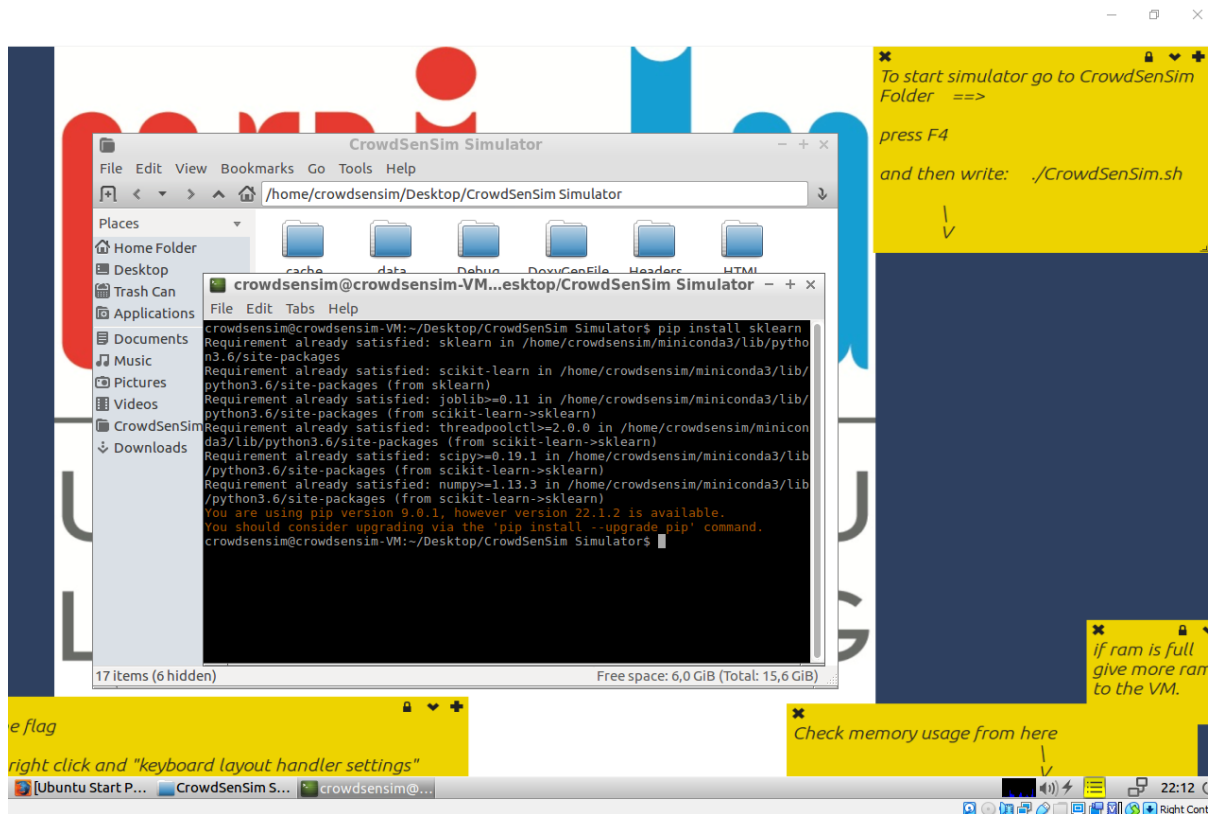 To start simulator go to CrowdSenSim
Folder ==>
press F4
and then write: ./CrowdSenSim.sh
\
V
CrowdSenSim Simulator
File Edit View Bookmarks Go Tools Help
/home/crowdsensim/Desktop/CrowdSenSim Simulator
Places
Home Folder
Desktop
Trash Can
Applications
Documents
Music
Pictures
Videos
CrowdSenSim
Downloads
cache data Debug DoxyGenFile Headers HTML
crowdsensim@crowdsensim-VM...esktop/CrowdSenSim Simulator
File Edit Tabs Help
crowdsensim@crowdsensim-VM:~/Desktop/CrowdSenSim Simulator$ pip install sklearn
Requirement already satisfied: sklearn in /home/crowdsensim/miniconda3/lib/pytho
n3.6/site-packages
Requirement already satisfied: scikit-learn in /home/crowdsensim/miniconda3/lib/
python3.6/site-packages (from sklearn)
Requirement already satisfied: joblib>=0.11 in /home/crowdsensim/miniconda3/lib/
python3.6/site-packages (from scikit-learn->sklearn)
Requirement already satisfied: threadpoolctl>=2.0.0 in /home/crowdsensim/minicon
da3/lib/python3.6/site-packages (from scikit-learn->sklearn)
Requirement already satisfied: scipy>=0.19.1 in /home/crowdsensim/miniconda3/lib
/python3.6/site-packages (from scikit-learn->sklearn)
Requirement already satisfied: numpy>=1.13.3 in /home/crowdsensim/miniconda3/lib
/python3.6/site-packages (from scikit-learn->sklearn)
You are using pip version 9.0.1, however version 22.1.2 is available.
You should consider upgrading via the 'pip install --upgrade pip' command.
crowdsensim@crowdsensim-VM:~/Desktop/CrowdSenSim Simulator$
17 items (6 hidden) Free space: 6,0 GiB (Total: 15,6 GiB)
if ram is full
give more ram
to the VM.
e flag
right click and "keyboard layout handler settings"
Check memory usage from here
\
V
[Ubuntu Start P... CrowdSenSim S... crowdsensim@... 22:12
Right Cont